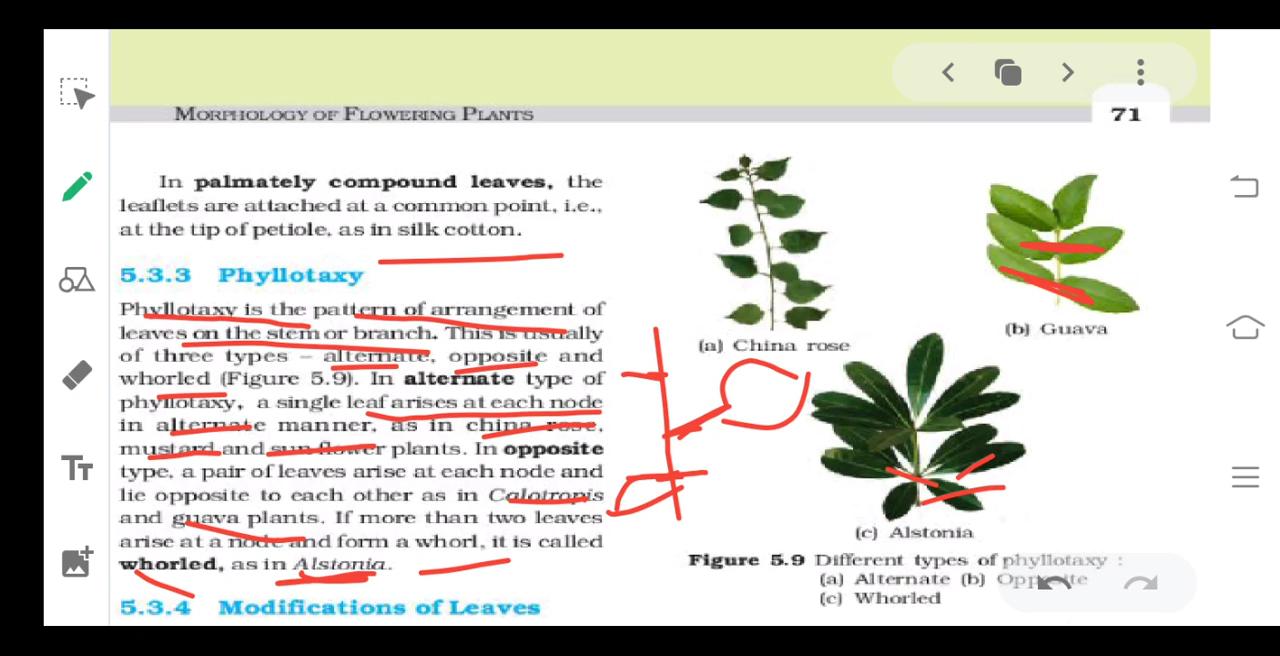 MORPHOLOGY OF FLOWERING PLANTS
71
In palmately compound leaves, the
leaflets are attached at a common point, i.e.,
at the tip of petiole, as in silk cotton.
5.3.3 Phyllotaxy
Phyllotaxy is the pattern of arrangement of
leaves on the stem or branch. This is usually
of three types – alternate, opposite and
whorled (Figure 5.9). In alternate type of
phyllotaxy, a single leaf arises at each node
in alternate manner, as in china rose,
mustard and sun flower plants. In opposite
type, a pair of leaves arise at each node and
lie opposite to each other as in Calotropis
and guava plants. If more than two leaves
arise at a node and form a whorl, it is called
whorled, as in Alstonia.
5.3.4 Modifications of Leaves
(a) China rose
(b) Guava
(c) Alstonia
Figure 5.9 Different types of phyllotaxy :
(a) Alternate (b) Opposite
(c) Whorled
TT